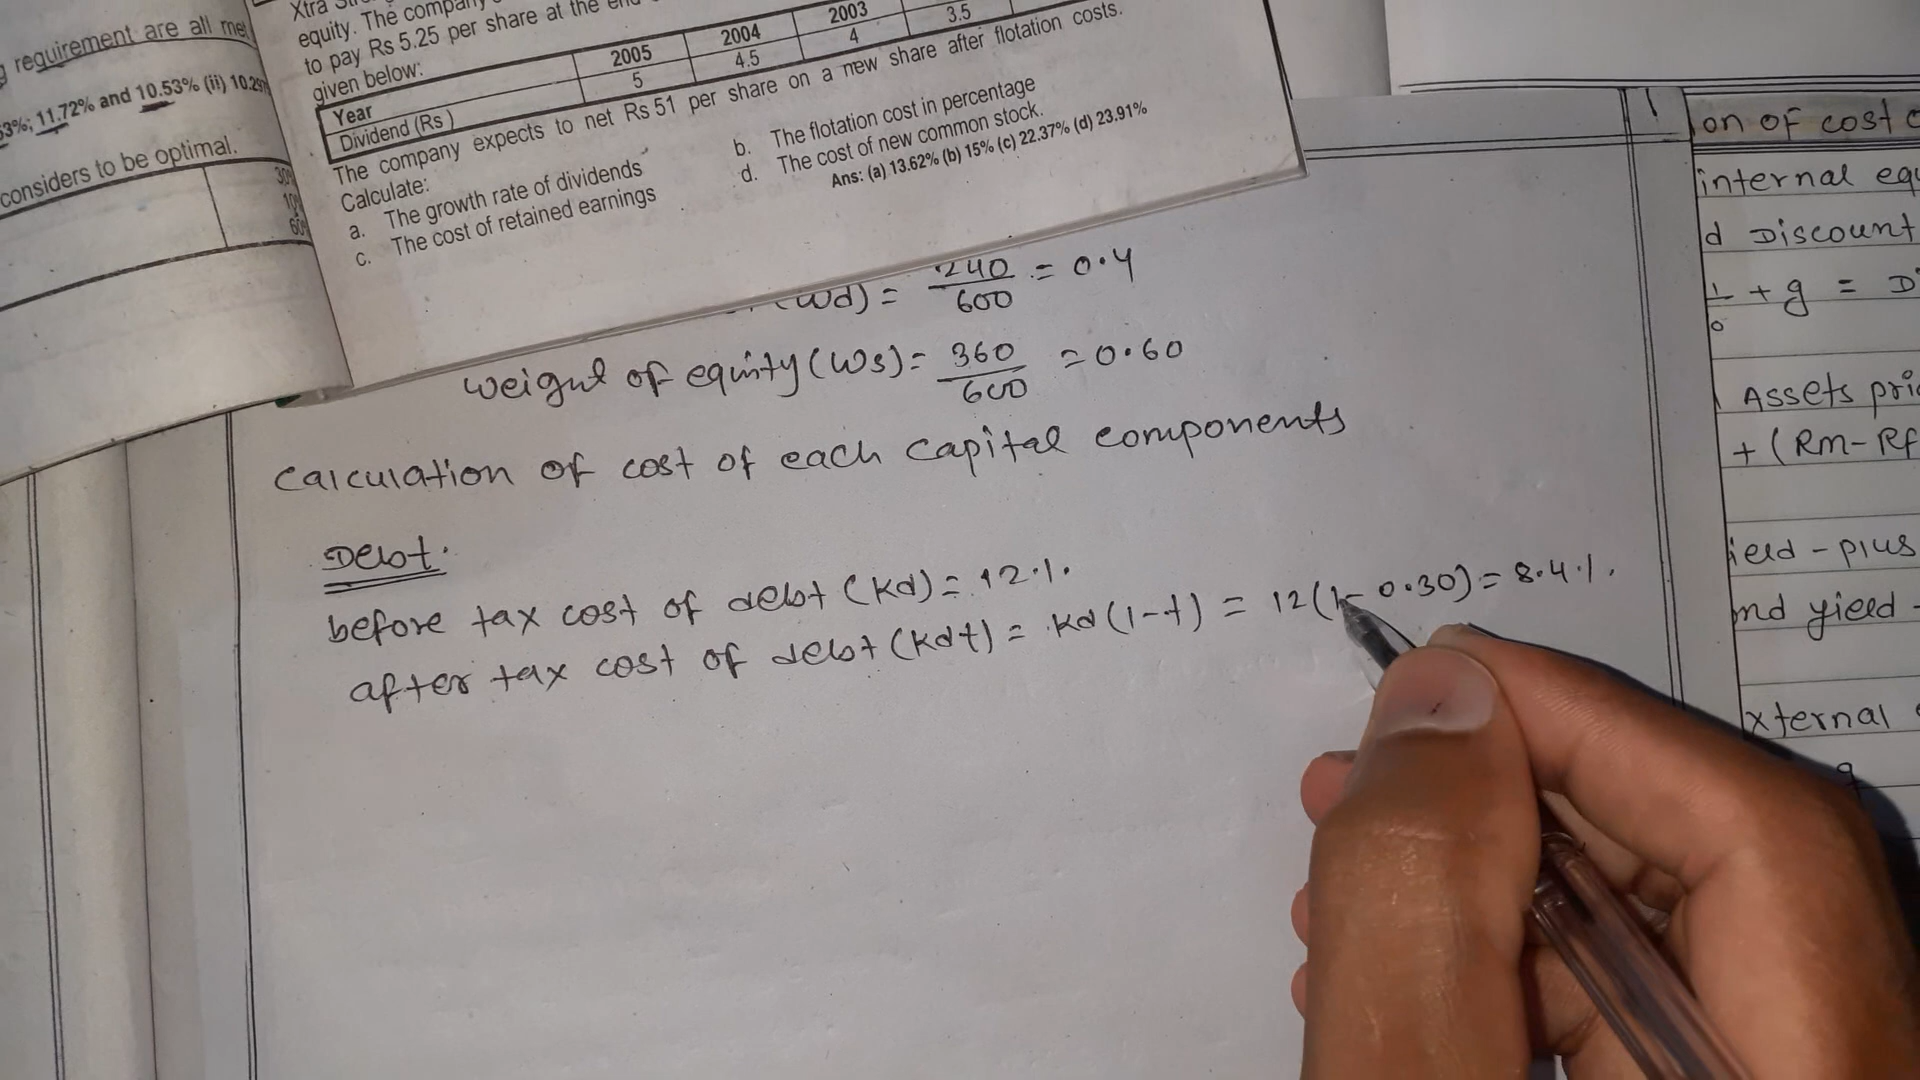 requirement are all met
11.72% and 10.53% (ii)
considers to be optimal.
equity. The company
to pay Rs 5.25 per share at the end
given below:
Year 2005 2004 2003
Dividend (Rs) 5 4.5 4 3.5
The company expects to net Rs 51 per share on a new share after flotation costs.
Calculate:
a. The growth rate of dividends b. The flotation cost in percentage
c. The cost of retained earnings d. The cost of new common stock.
Ans: (a) 13.62% (b) 15% (c) 22.37% (d) 23.91%
(Wd) = 240/600 = 0.4
Weight of equity (Ws) = 360/600 = 0.60
Calculation of cost of each capital components
Debt.
before tax cost of debt (Kd) = 12%.
after tax cost of debt (Kdt) = Kd (1-t) = 12(1-0.30) = 8.4%.
on of cost
internal
d Discount
+ g =
Assets
+ (Rm-Rf
ield-plus
nd yield
xternal
g